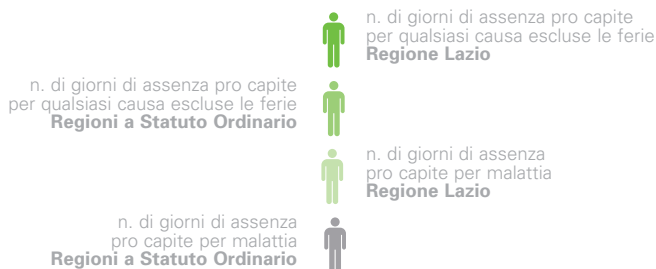 n. di giorni di assenza pro capite
per qualsiasi causa escluse le ferie
Regione Lazio
n. di giorni di assenza pro capite
per qualsiasi causa escluse le ferie
Regioni a Statuto Ordinario
n. di giorni di assenza
pro capite per malattia
Regione Lazio
n. di giorni di assenza
pro capite per malattia
Regioni a Statuto Ordinario